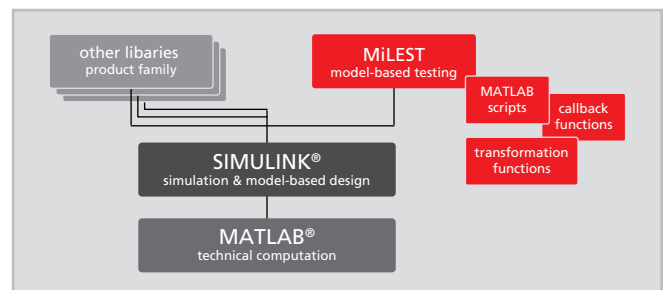 other libaries
product family
MiLEST
model-based testing
MATLAB
scripts
callback
functions
transformation
functions
SIMULINK®
simulation & model-based design
MATLAB®
technical computation